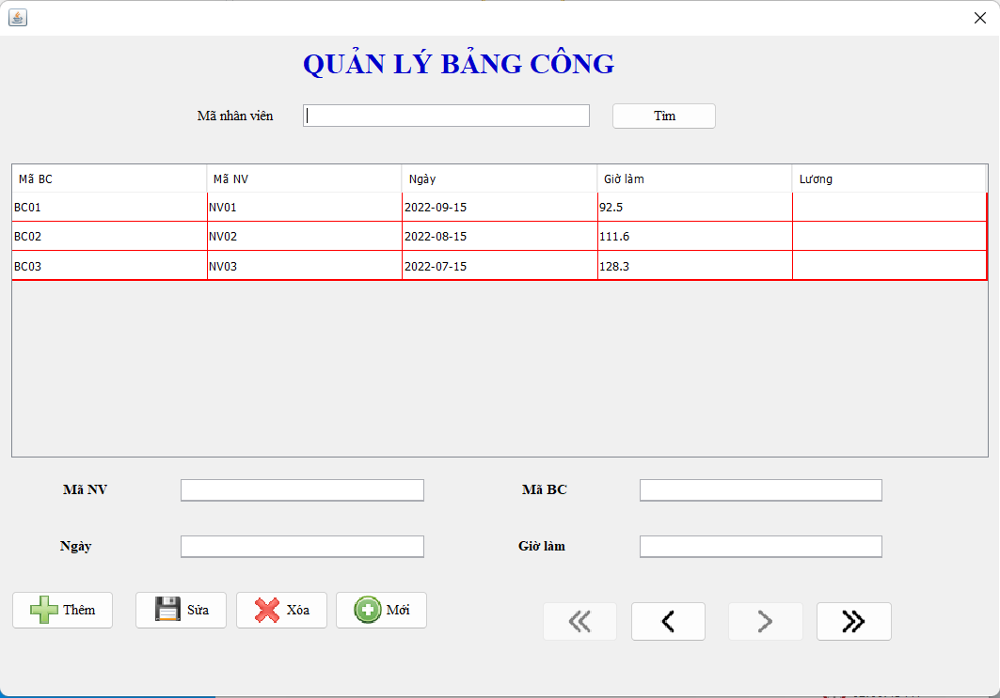 QUẢN LÝ BẢNG CÔNG
Mã nhân viên Tìm
Mã BC Mã NV Ngày Giờ làm Lương
BC01 NV01 2022-09-15 92.5
BC02 NV02 2022-08-15 111.6
BC03 NV03 2022-07-15 128.3
Mã NV Mã BC
Ngày Giờ làm
Thêm Sửa Xóa Mới